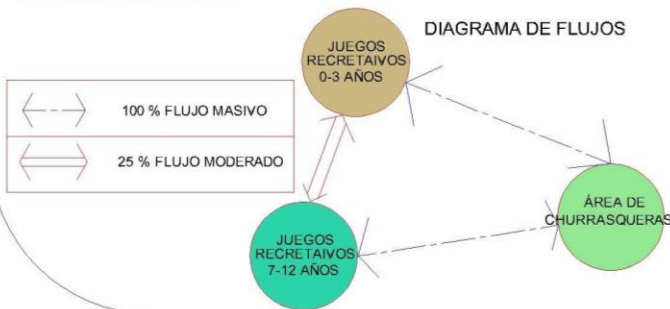 DIAGRAMA DE FLUJOS
JUEGOS
RECRETAIVOS
0-3 AÑOS
100 % FLUJO MASIVO
25 % FLUJO MODERADO
ÁREA DE
CHURRASQUERAS
JUEGOS
RECRETAIVOS
7-12 AÑOS